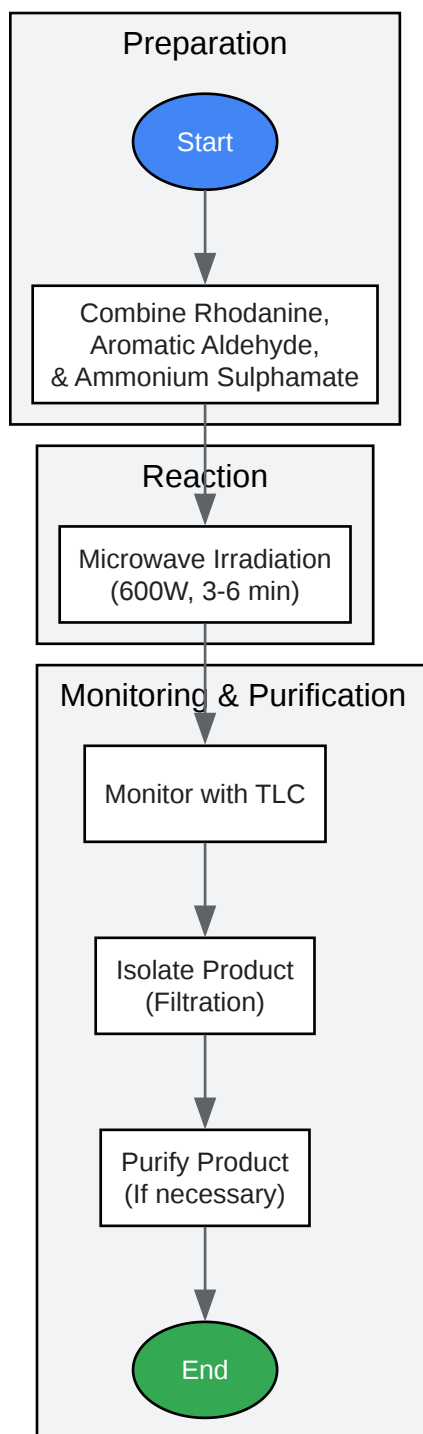 Preparation
Start
Combine Rhodanine,
Aromatic Aldehyde,
& Ammonium Sulphamate
Reaction
Microwave Irradiation
(600W, 3-6 min)
Monitoring & Purification
Monitor with TLC
Isolate Product
(Filtration)
Purify Product
(If necessary)
End